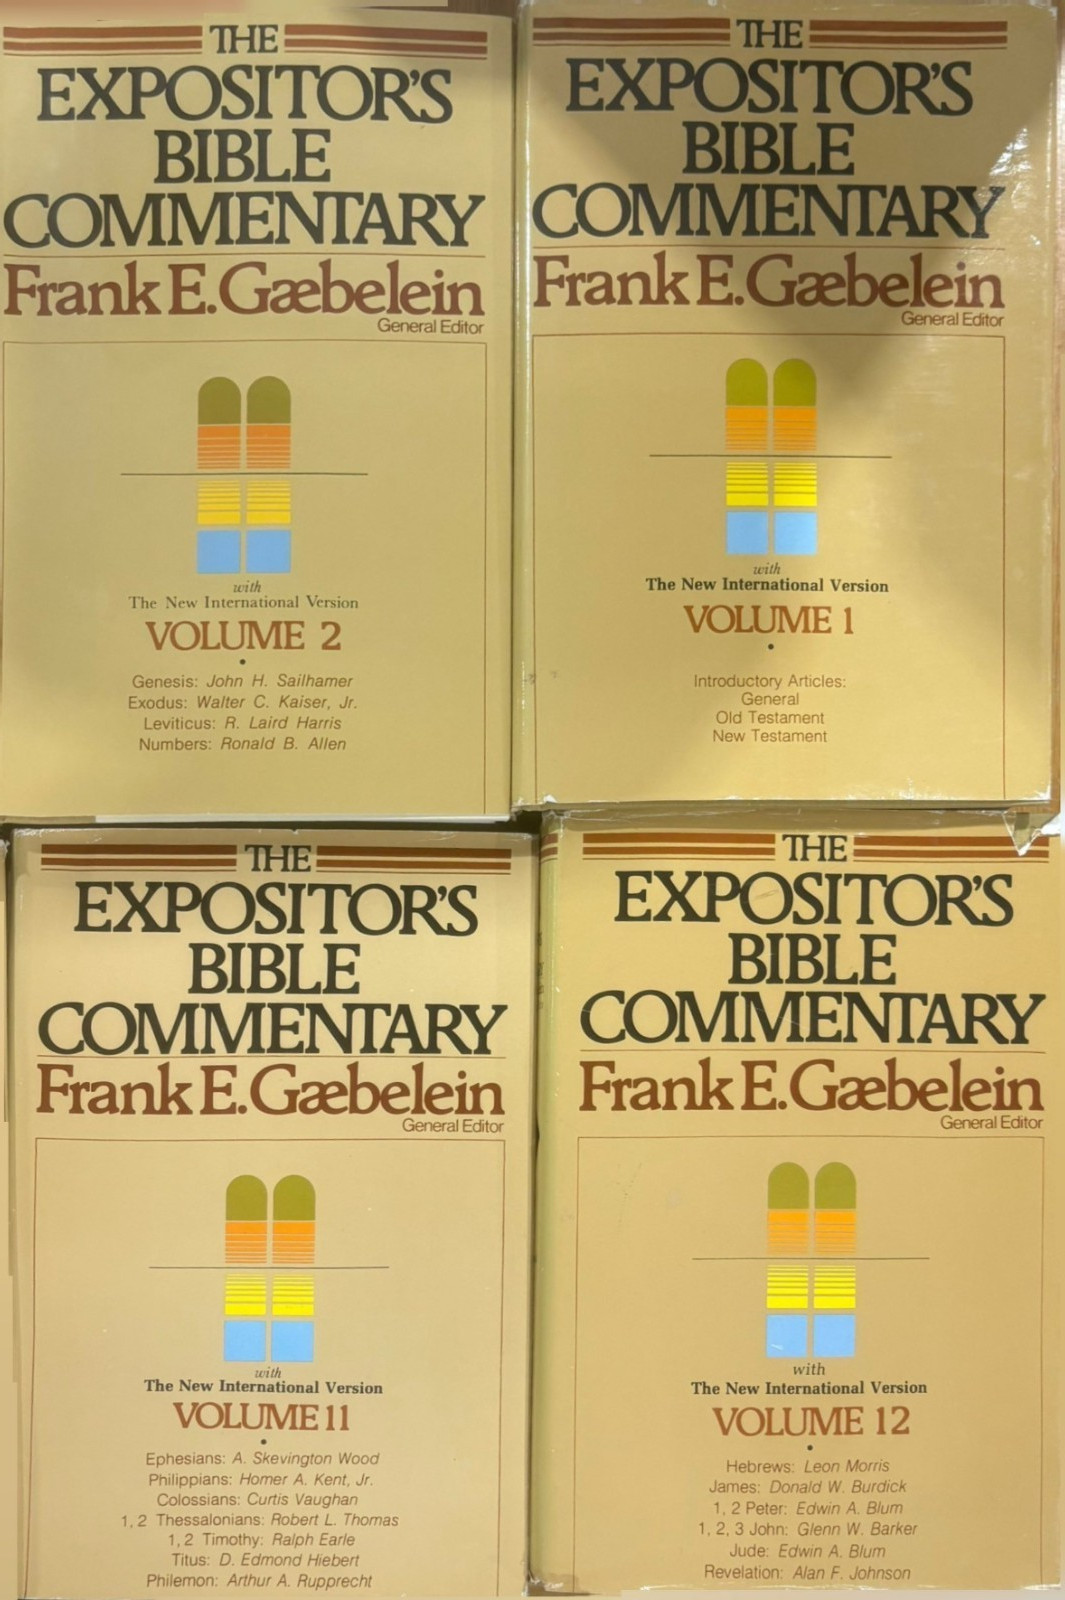 THE
EXPOSITOR'S
BIBLE
COMMENTARY
Frank E. Gæbelein
General Editor
with
The New International Version
VOLUME 2
Genesis: John H. Sailhamer
Exodus: Walter C. Kaiser, Jr.
Leviticus: R. Laird Harris
Numbers: Ronald B. Allen
THE
EXPOSITOR'S
BIBLE
COMMENTARY
Frank E. Gæbelein
General Editor
with
The New International Version
VOLUME 1
Introductory Articles:
General
Old Testament
New Testament
THE
EXPOSITOR'S
BIBLE
COMMENTARY
Frank E. Gæbelein
General Editor
with
The New International Version
VOLUME 11
Ephesians: A. Skevington Wood
Philippians: Homer A. Kent, Jr.
Colossians: Curtis Vaughan
1, 2 Thessalonians: Robert L. Thomas
1, 2 Timothy: Ralph Earle
Titus: D. Edmond Hiebert
Philemon: Arthur A. Rupprecht
THE
EXPOSITOR'S
BIBLE
COMMENTARY
Frank E. Gæbelein
General Editor
with
The New International Version
VOLUME 12
Hebrews: Leon Morris
James: Donald W. Burdick
1, 2 Peter: Edwin A. Blum
1, 2, 3 John: Glenn W. Barker
Jude: Edwin A. Blum
Revelation: Alan F. Johnson